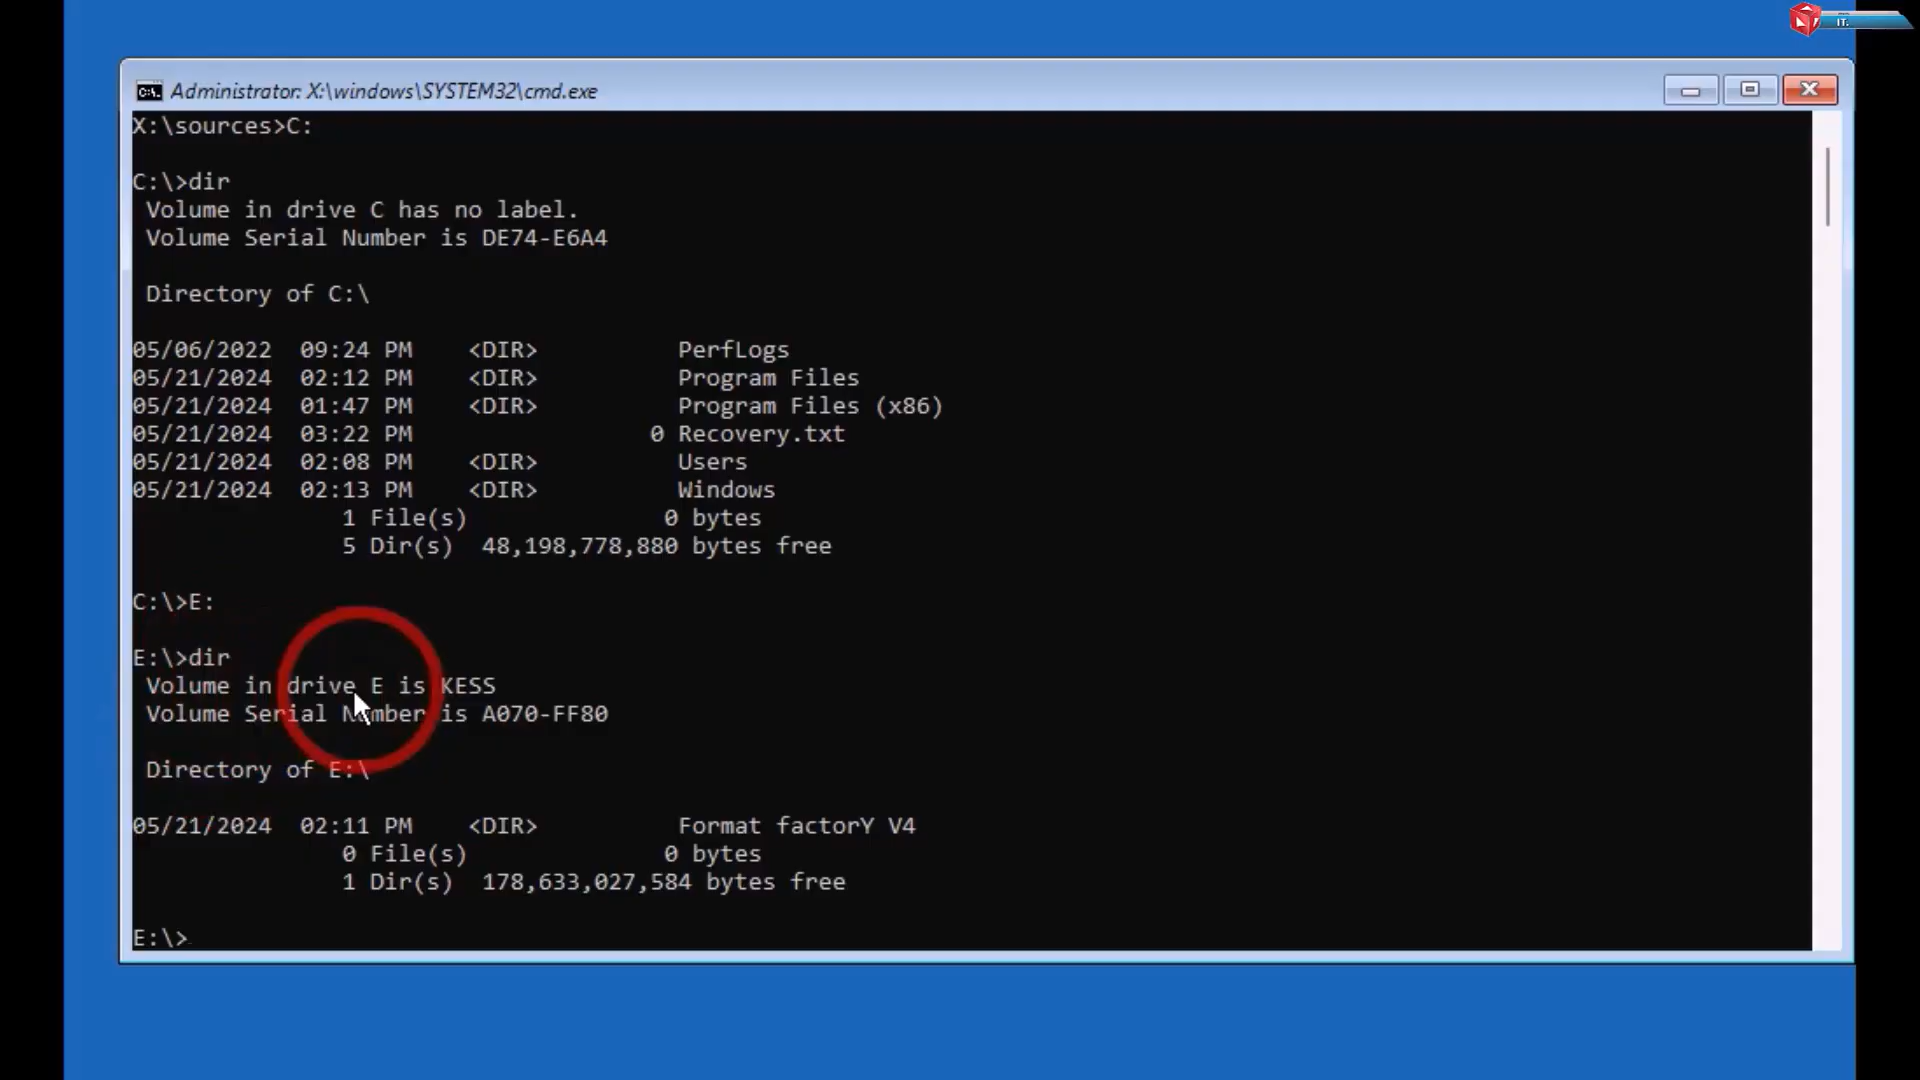 IT.
Administrator: X:\windows\SYSTEM32\cmd.exe
X:\sources>C:
C:\>dir
Volume in drive C has no label.
Volume Serial Number is DE74-E6A4
Directory of C:\
05/06/2022 09:24 PM <DIR> PerfLogs
05/21/2024 02:12 PM <DIR> Program Files
05/21/2024 01:47 PM <DIR> Program Files (x86)
05/21/2024 03:22 PM 0 Recovery.txt
05/21/2024 02:08 PM <DIR> Users
05/21/2024 02:13 PM <DIR> Windows
1 File(s) 0 bytes
5 Dir(s) 48,198,778,880 bytes free
C:\>E:
E:\>dir
Volume in drive E is KESS
Volume Serial Number is A070-FF80
Directory of E:\
05/21/2024 02:11 PM <DIR> Format factorY V4
0 File(s) 0 bytes
1 Dir(s) 178,633,027,584 bytes free
E:\>